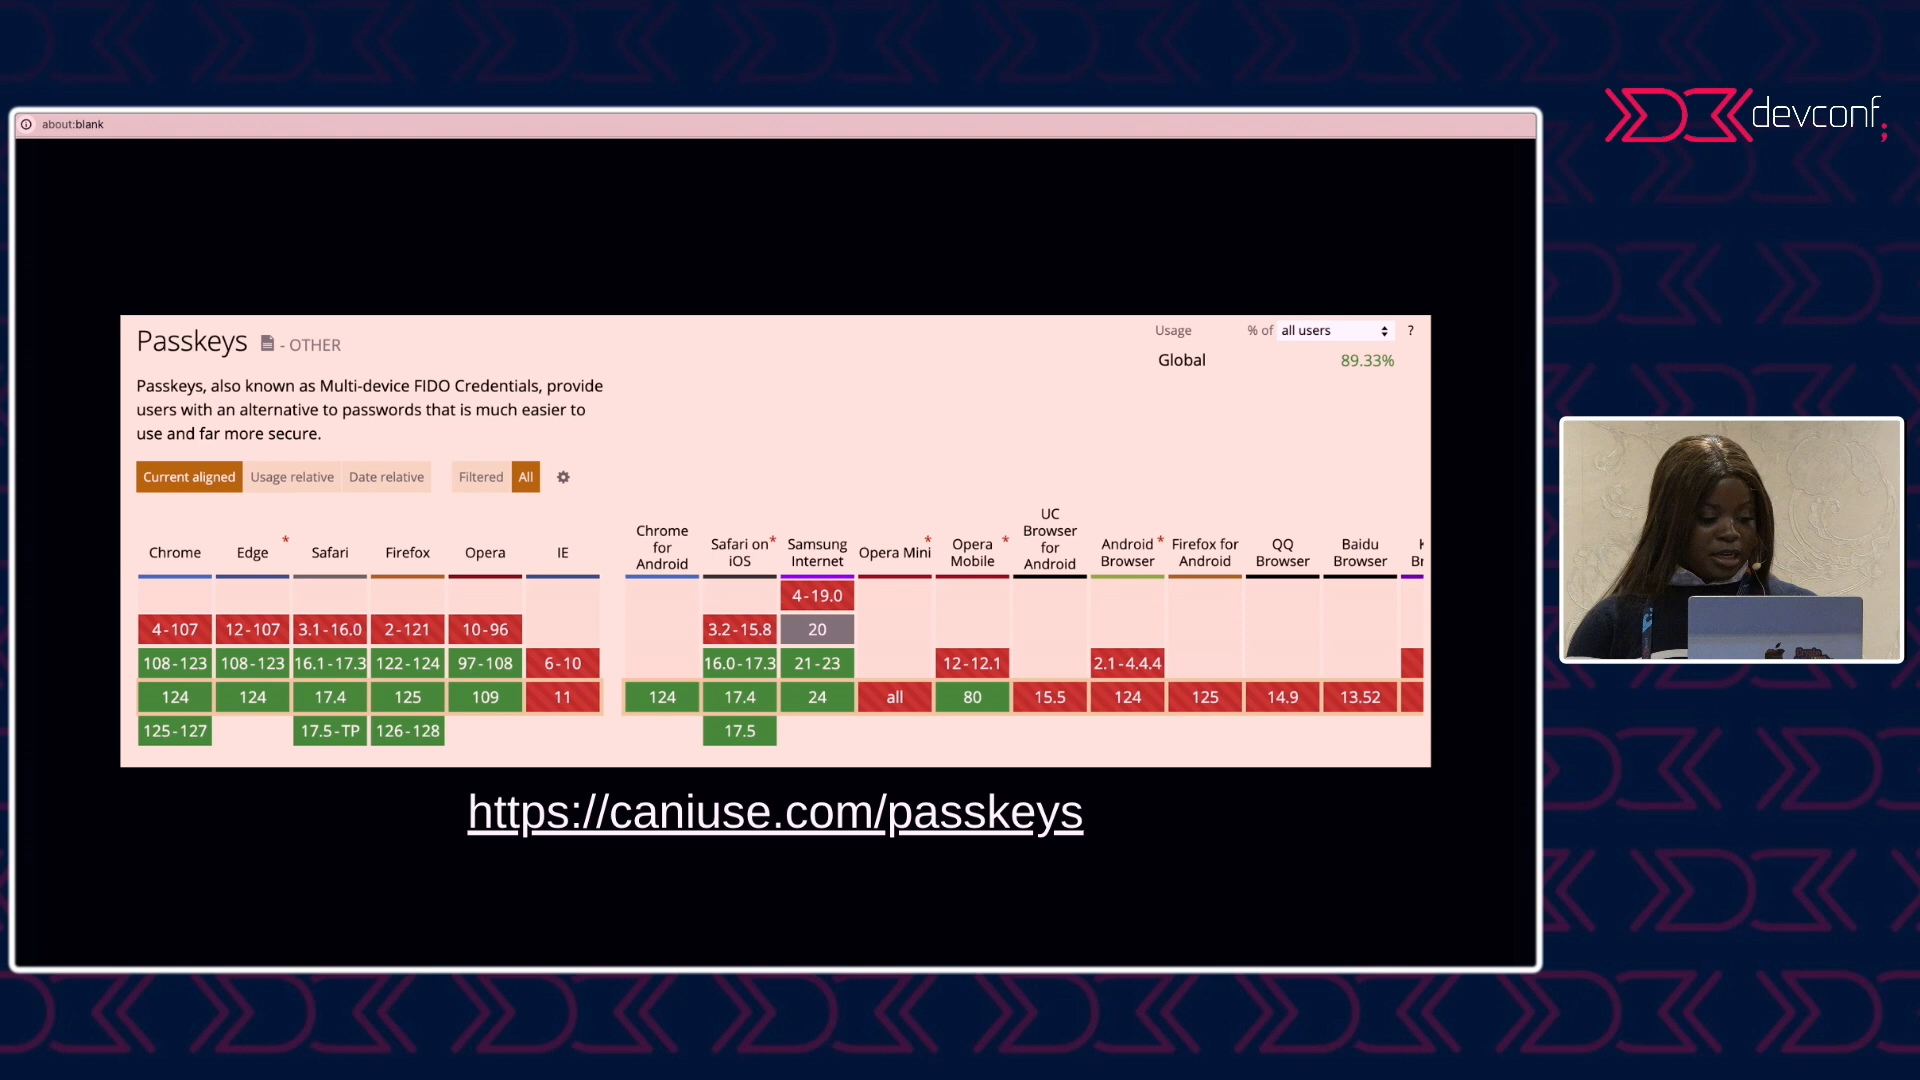 about:blank
devconf;
Passkeys - OTHER
Usage % of all users ?
Global 89.33%
Passkeys, also known as Multi-device FIDO Credentials, provide
users with an alternative to passwords that is much easier to
use and far more secure.
Current aligned Usage relative Date relative Filtered All
Chrome Edge * Safari Firefox Opera IE
Chrome for Android
Safari on iOS *
Samsung Internet
Opera Mini *
Opera Mobile *
UC Browser for Android
Android Browser *
Firefox for Android
QQ Browser
Baidu Browser
4-19.0
4-107 12-107 3.1-16.0 2-121 10-96 3.2-15.8 20
108-123 108-123 16.1-17.3 122-124 97-108 6-10 16.0-17.3 21-23 12-12.1 2.1-4.4.4
124 124 17.4 125 109 11 124 17.4 24 all 80 15.5 124 125 14.9 13.52
125-127 17.5-TP 126-128 17.5
https://caniuse.com/passkeys